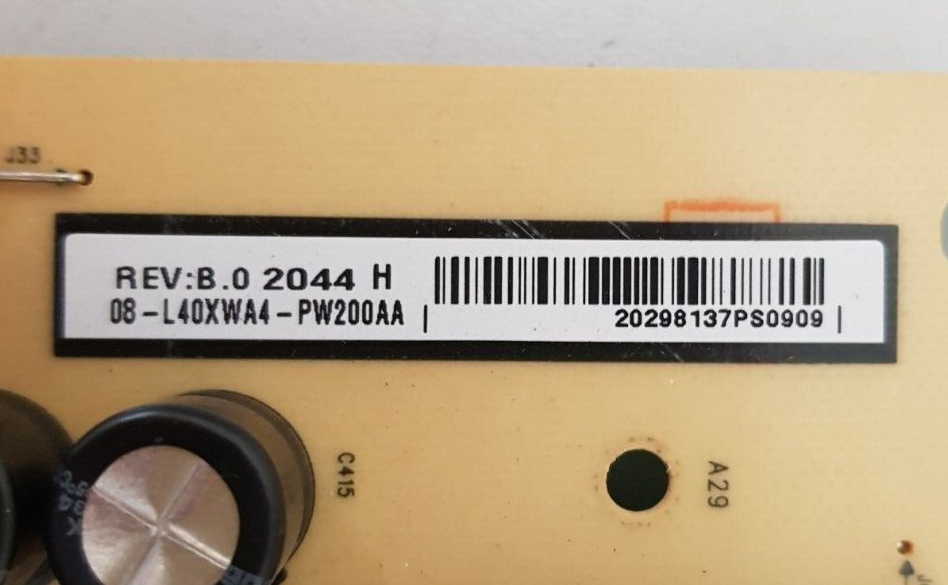 J33
REV:B.0 2044 H
08-L40XWA4-PW200AA
20298137PS0909
C415
A29